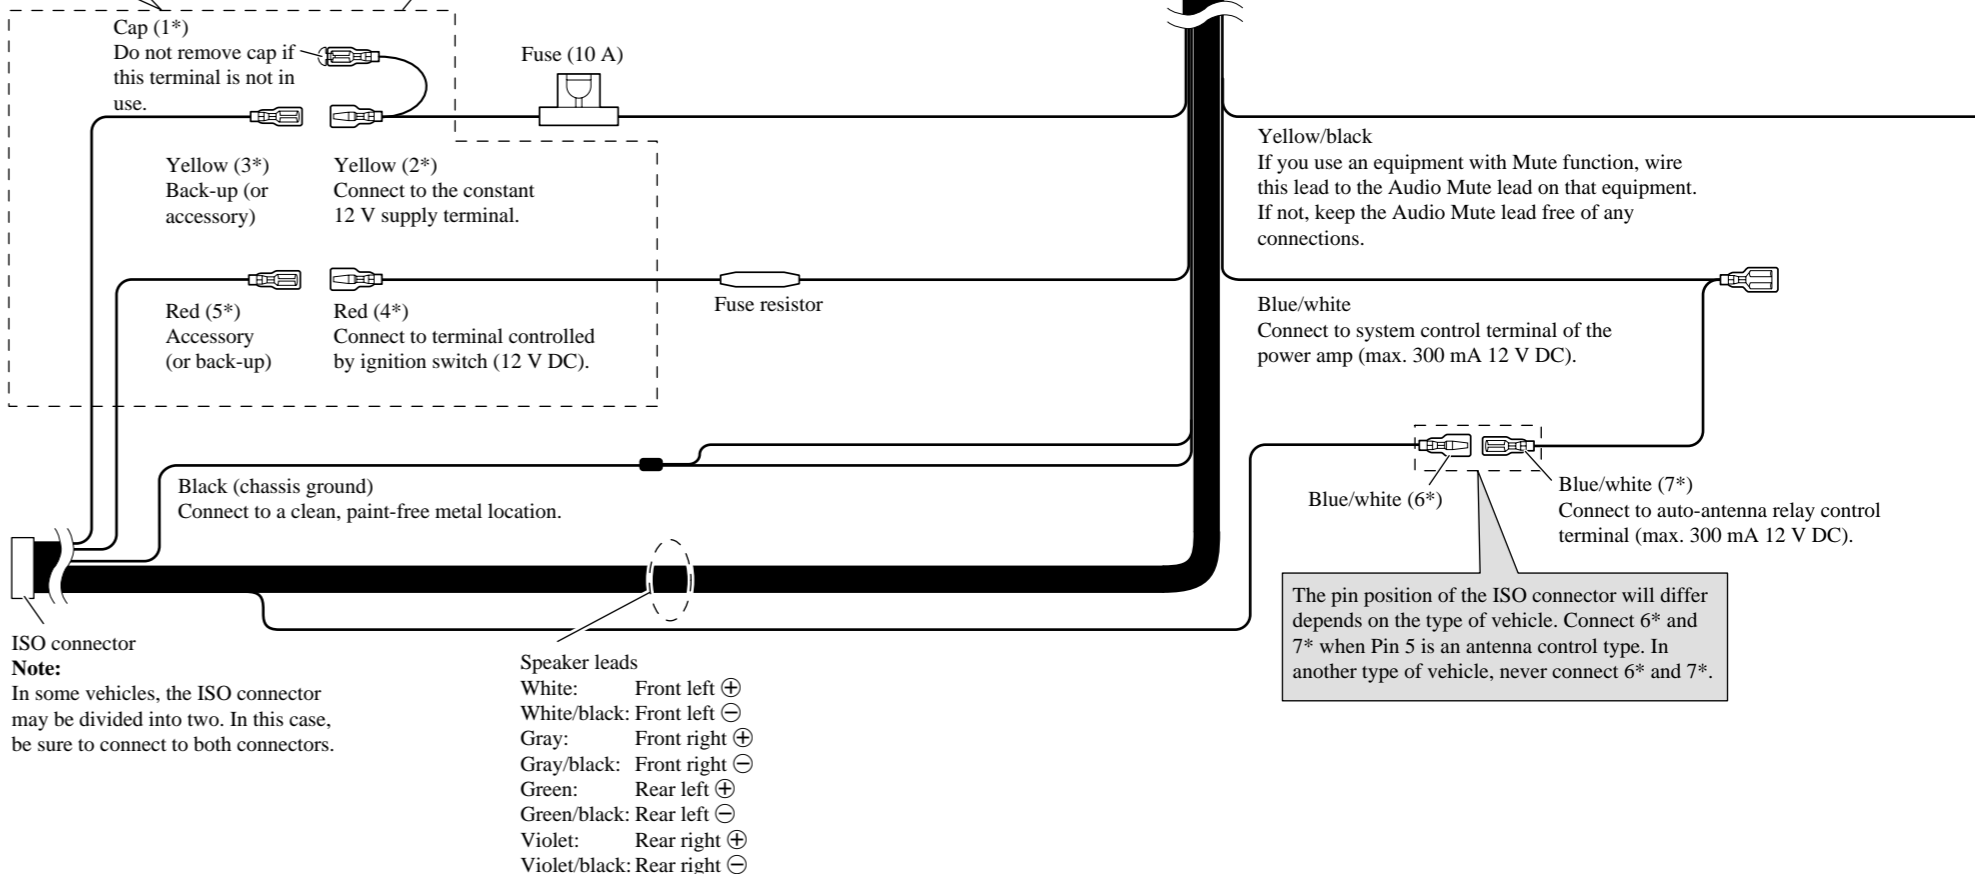 Cap (1*)
Do not remove cap if
this terminal is not in
use.
Fuse (10 A)
Yellow (3*)
Back-up (or
accessory)
Yellow (2*)
Connect to the constant
12 V supply terminal.
Red (5*)
Accessory
(or back-up)
Red (4*)
Connect to terminal controlled
by ignition switch (12 V DC).
Fuse resistor
Yellow/black
If you use an equipment with Mute function, wire
this lead to the Audio Mute lead on that equipment.
If not, keep the Audio Mute lead free of any
connections.
Blue/white
Connect to system control terminal of the
power amp (max. 300 mA 12 V DC).
Black (chassis ground)
Connect to a clean, paint-free metal location.
Blue/white (6*)
Blue/white (7*)
Connect to auto-antenna relay control
terminal (max. 300 mA 12 V DC).
The pin position of the ISO connector will differ
depends on the type of vehicle. Connect 6* and
7* when Pin 5 is an antenna control type. In
another type of vehicle, never connect 6* and 7*.
ISO connector
Note:
In some vehicles, the ISO connector
may be divided into two. In this case,
be sure to connect to both connectors.
Speaker leads
White: Front left ⊕
White/black: Front left ⊖
Gray: Front right ⊕
Gray/black: Front right ⊖
Green: Rear left ⊕
Green/black: Rear left ⊖
Violet: Rear right ⊕
Violet/black: Rear right ⊖